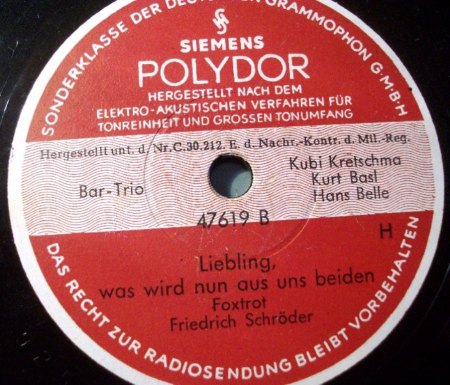 SONDERKLASSE DER DEUTSCHEN GRAMMOPHON G·M·B·H
SIEMENS
POLYDOR
HERGESTELLT NACH DEM
ELEKTRO-AKUSTISCHEN VERFAHREN FÜR
TONREINHEIT UND GROSSEN TONUMFANG
Hergestellt unt. d. Nr.C.30.212.E. d. Nachr.-Kontr. d. Mil.-Reg.
Bar-Trio
Kubi Kretschma
Kurt Basl
Hans Belle
47619 B
H
Liebling,
was wird nun aus uns beiden
Foxtrot
Friedrich Schröder
DAS RECHT ZUR RADIOSENDUNG BLEIBT VORBEHALTEN